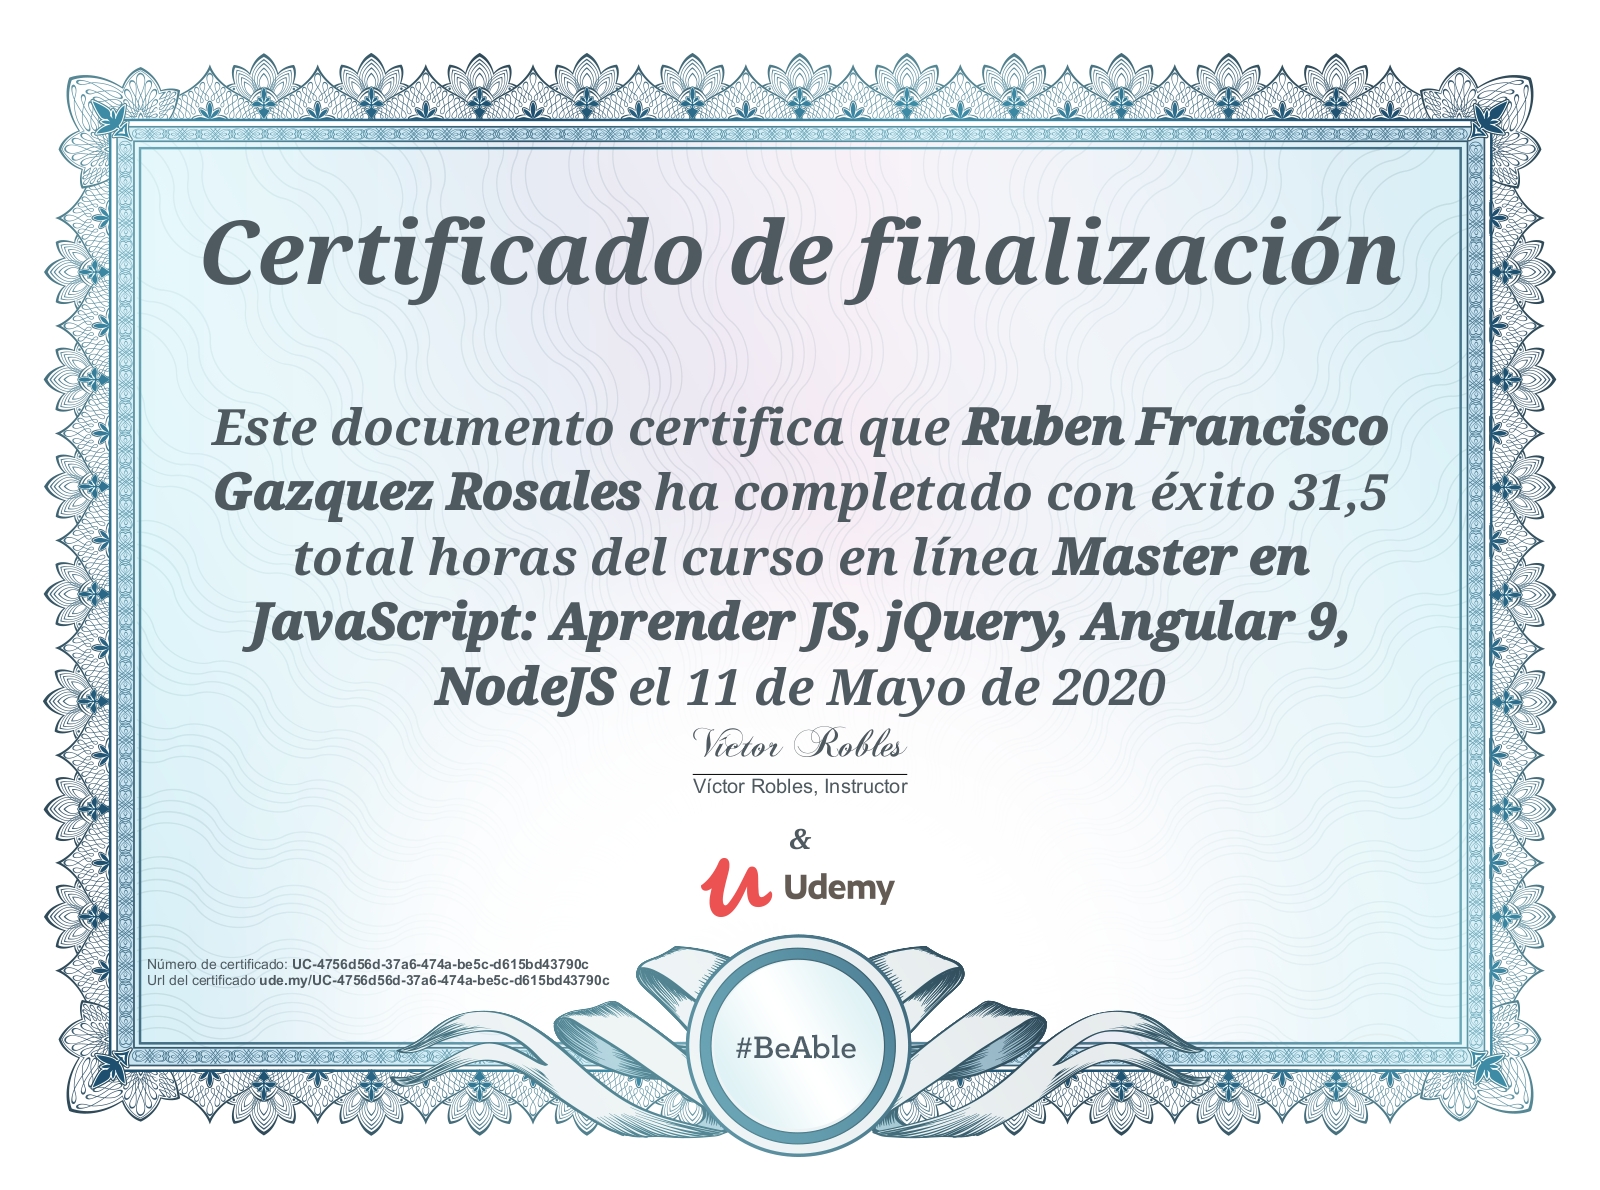 Certificado de finalización
Este documento certifica que Ruben Francisco
Gazquez Rosales ha completado con éxito 31,5
total horas del curso en línea Master en
JavaScript: Aprender JS, jQuery, Angular 9,
NodeJS el 11 de Mayo de 2020
Víctor Robles
Víctor Robles, Instructor
&
Udemy
Número de certificado: UC-4756d56d-37a6-474a-be5c-d615bd43790c
Url del certificado ude.my/UC-4756d56d-37a6-474a-be5c-d615bd43790c
#BeAble